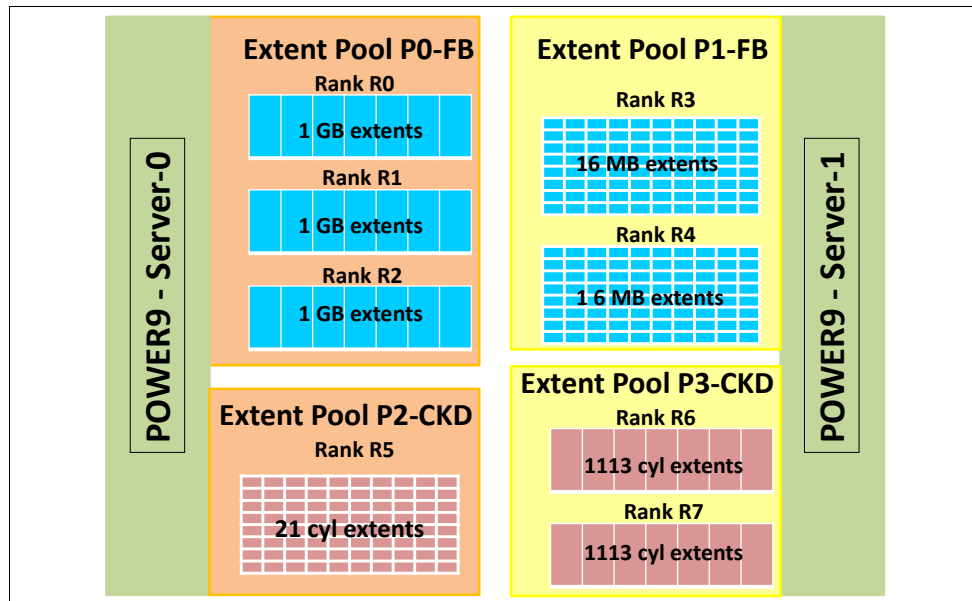 POWER9 - Server-0
Extent Pool P0-FB
Rank R0
1 GB extents
Rank R1
1 GB extents
Rank R2
1 GB extents
Extent Pool P1-FB
Rank R3
16 MB extents
Rank R4
1 6 MB extents
Extent Pool P2-CKD
Rank R5
21 cyl extents
Extent Pool P3-CKD
Rank R6
1113 cyl extents
Rank R7
1113 cyl extents
POWER9 - Server-1